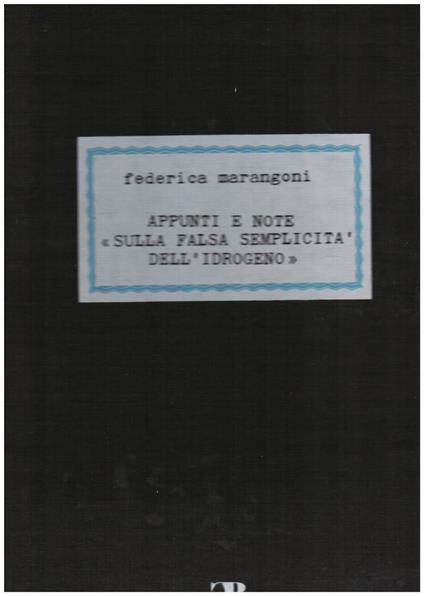 federica marangoni
APPUNTI E NOTE
«SULLA FALSA SEMPLICITA'
DELL'IDROGENO»